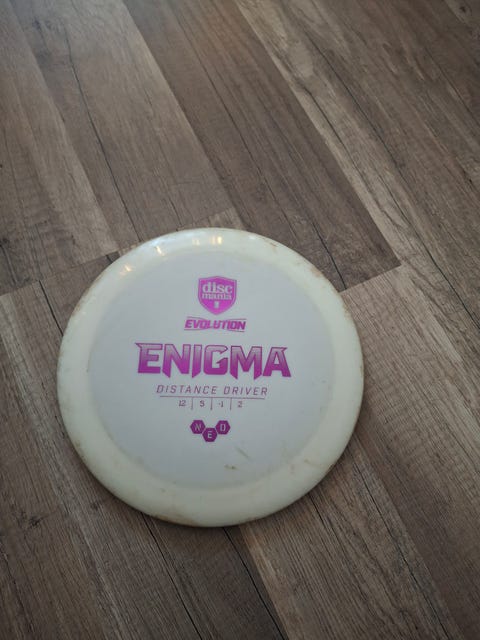 disc
mania
EVOLUTION
ENIGMA
DISTANCE DRIVER
12 | 5 | -1 | 2
NEO